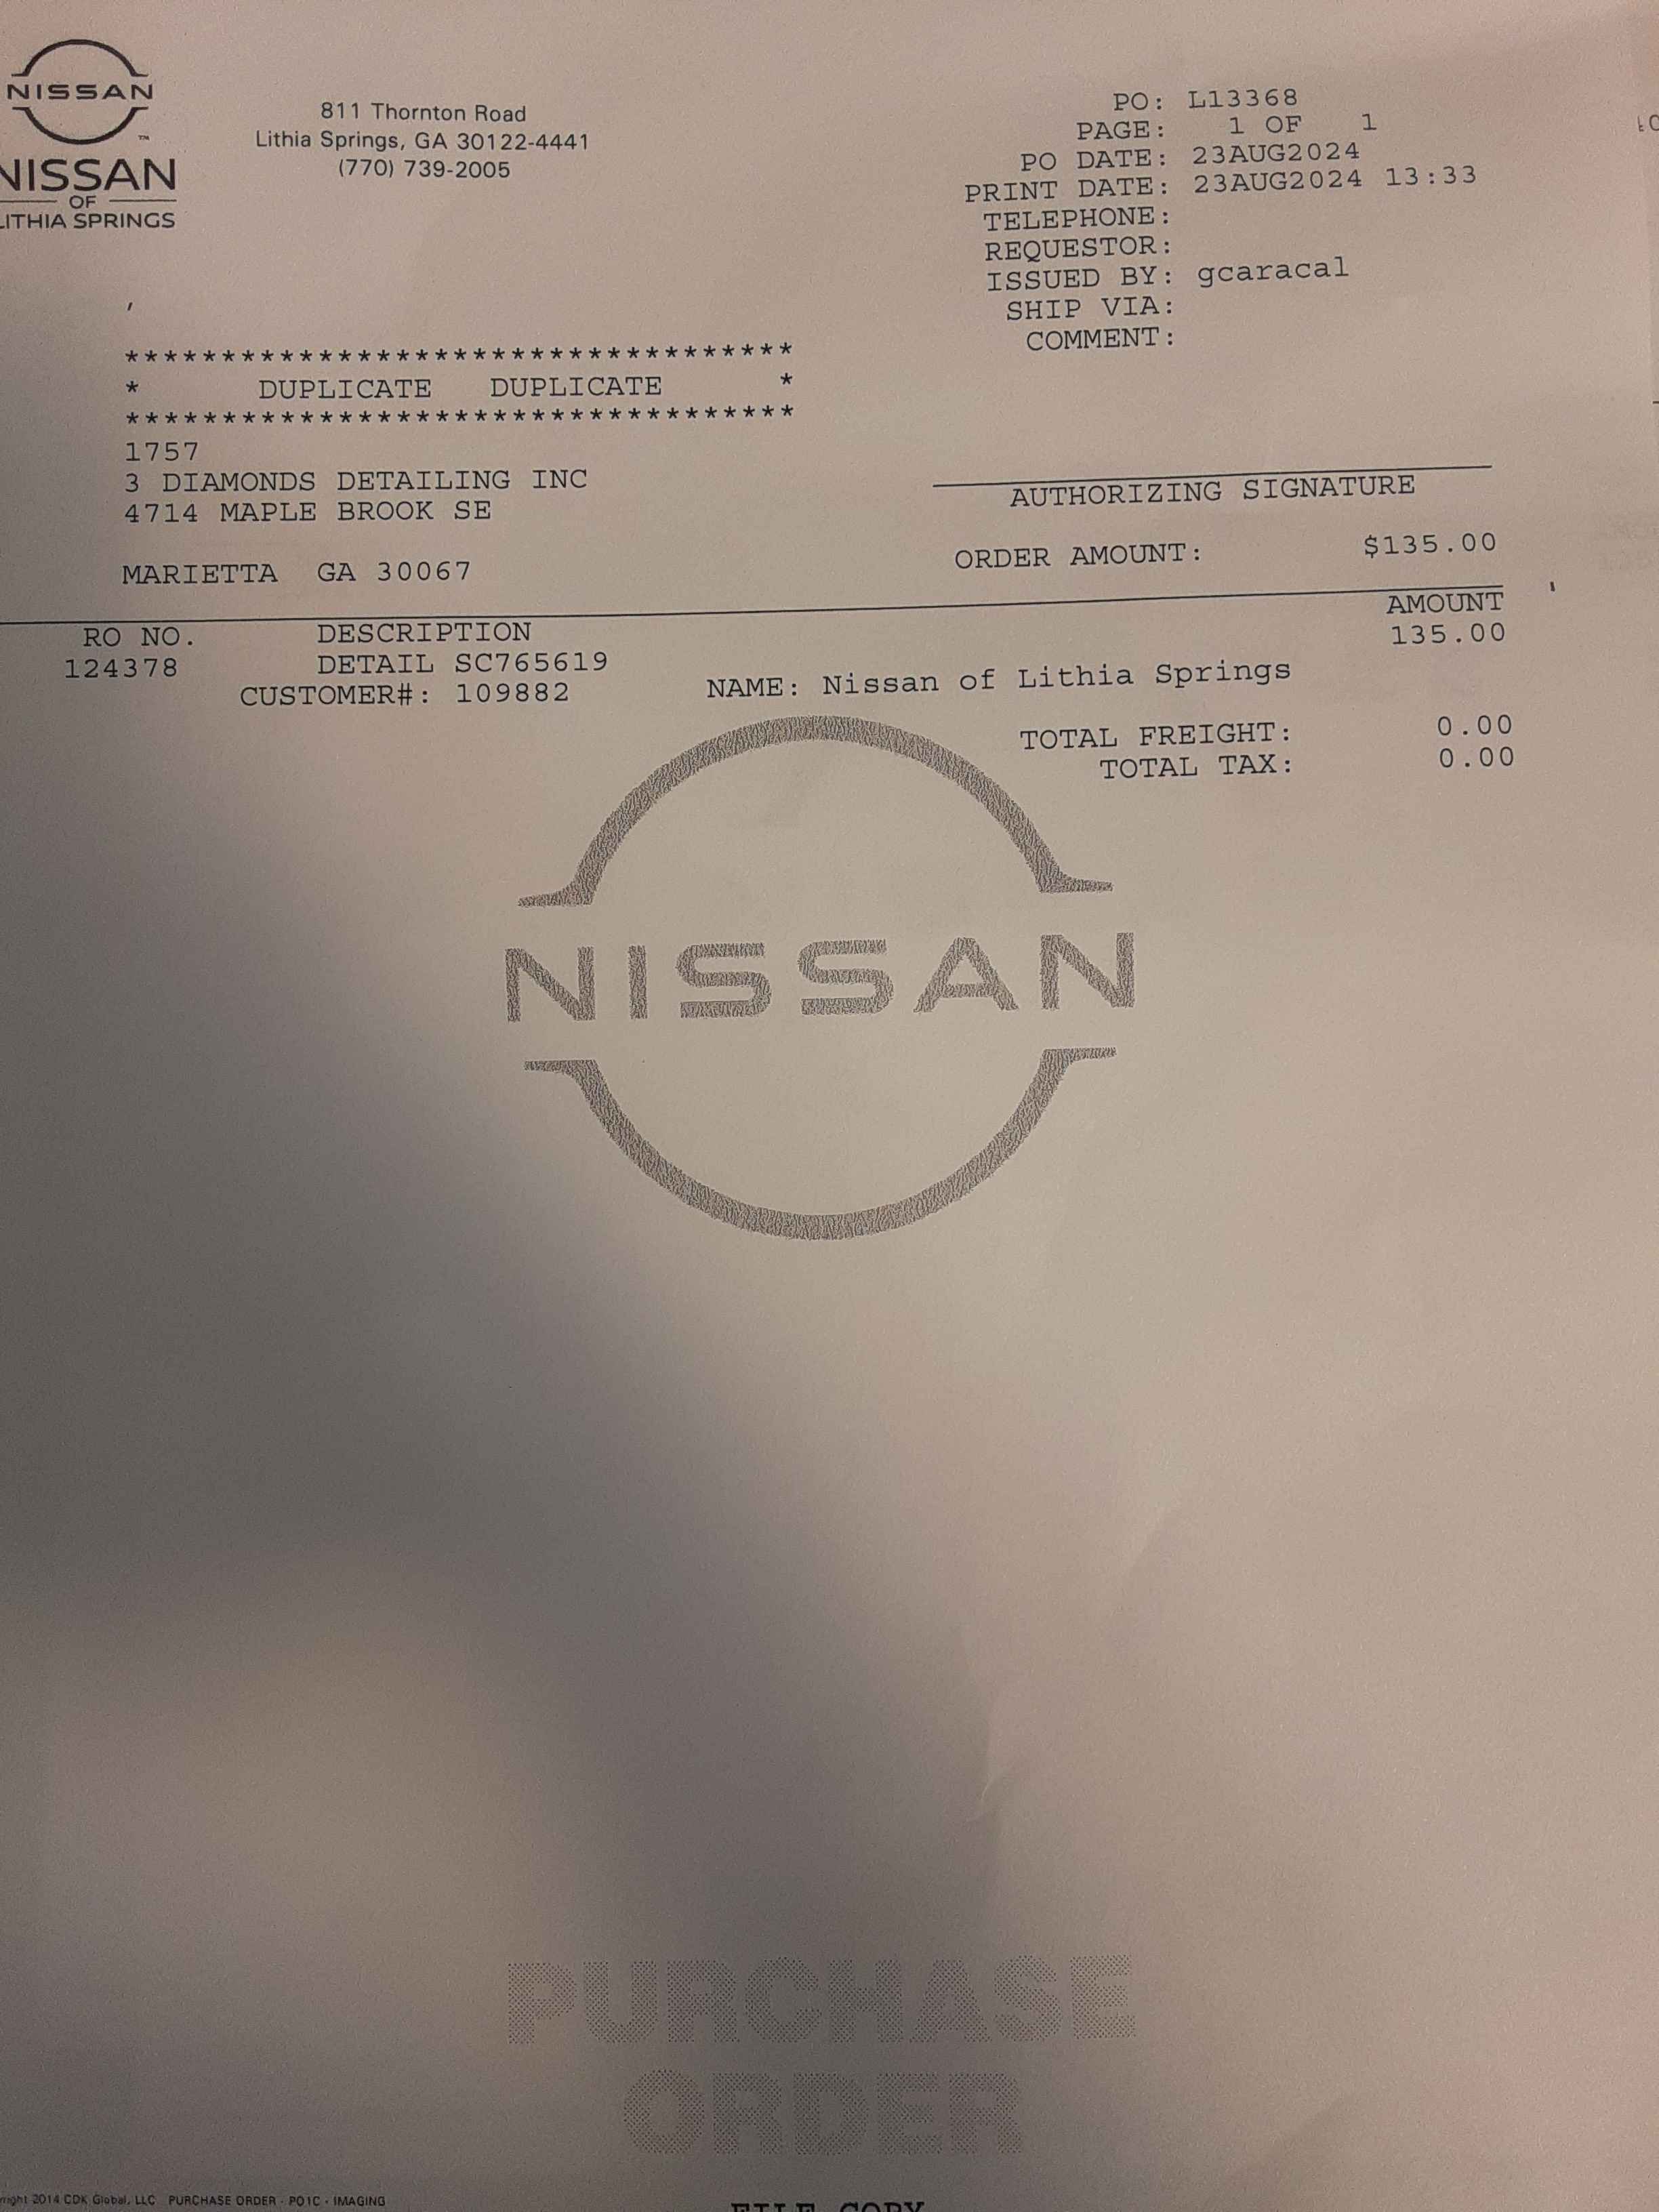 NISSAN
NISSAN
OF
LITHIA SPRINGS
811 Thornton Road
Lithia Springs, GA 30122-4441
(770) 739-2005
PO: L13368
PAGE: 1 OF 1
PO DATE: 23AUG2024
PRINT DATE: 23AUG2024 13:33
TELEPHONE:
REQUESTOR:
ISSUED BY: gcaracal
SHIP VIA:
COMMENT:
,
***********************************
* DUPLICATE DUPLICATE *
***********************************
1757
3 DIAMONDS DETAILING INC
4714 MAPLE BROOK SE
MARIETTA GA 30067
AUTHORIZING SIGNATURE
ORDER AMOUNT: $135.00
RO NO. DESCRIPTION AMOUNT
124378 DETAIL SC765619 135.00
CUSTOMER#: 109882 NAME: Nissan of Lithia Springs
TOTAL FREIGHT: 0.00
TOTAL TAX: 0.00
NISSAN
PURCHASE
ORDER
right 2014 CDK Global, LLC PURCHASE ORDER - PO1C - IMAGING
FILE COPY